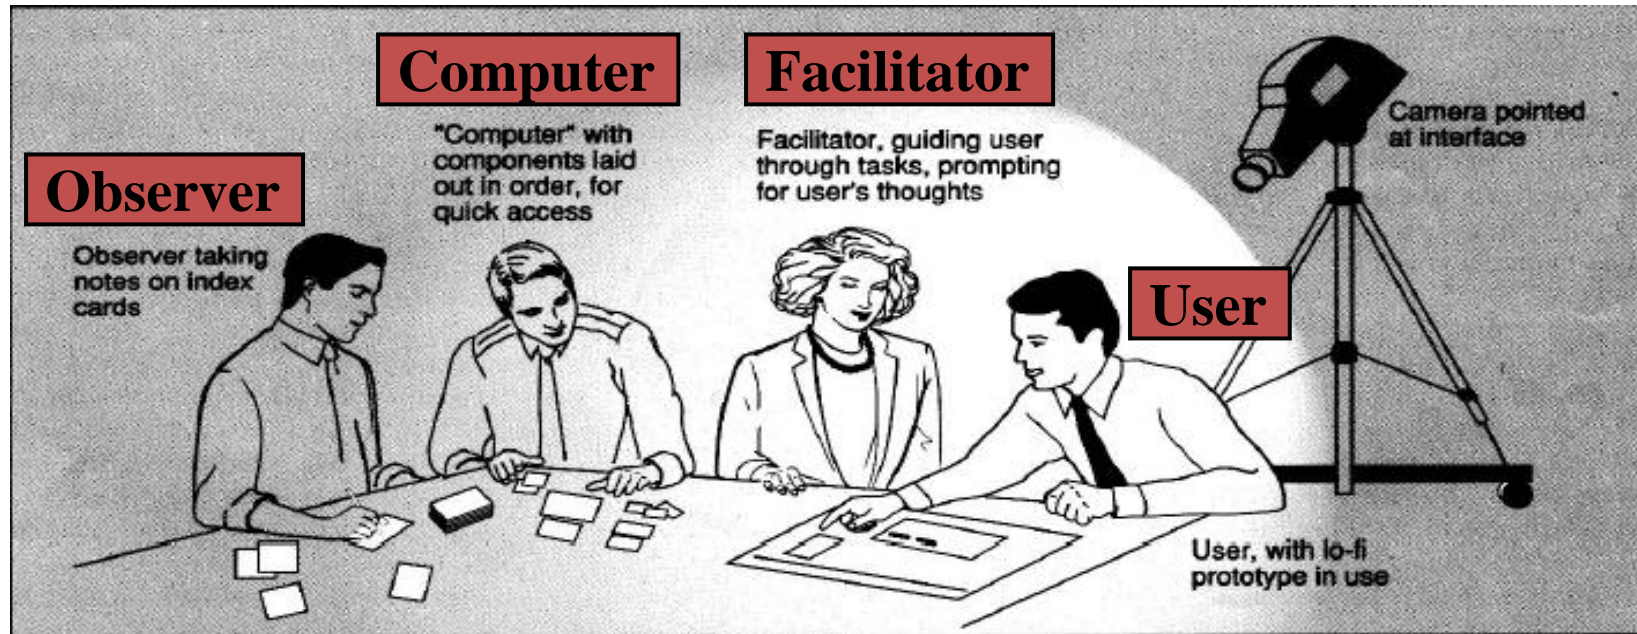 Observer
Observer taking
notes on index
cards
Computer
"Computer" with
components laid
out in order, for
quick access
Facilitator
Facilitator, guiding user
through tasks, prompting
for user's thoughts
User
User, with lo-fi
prototype in use
Camera pointed
at interface